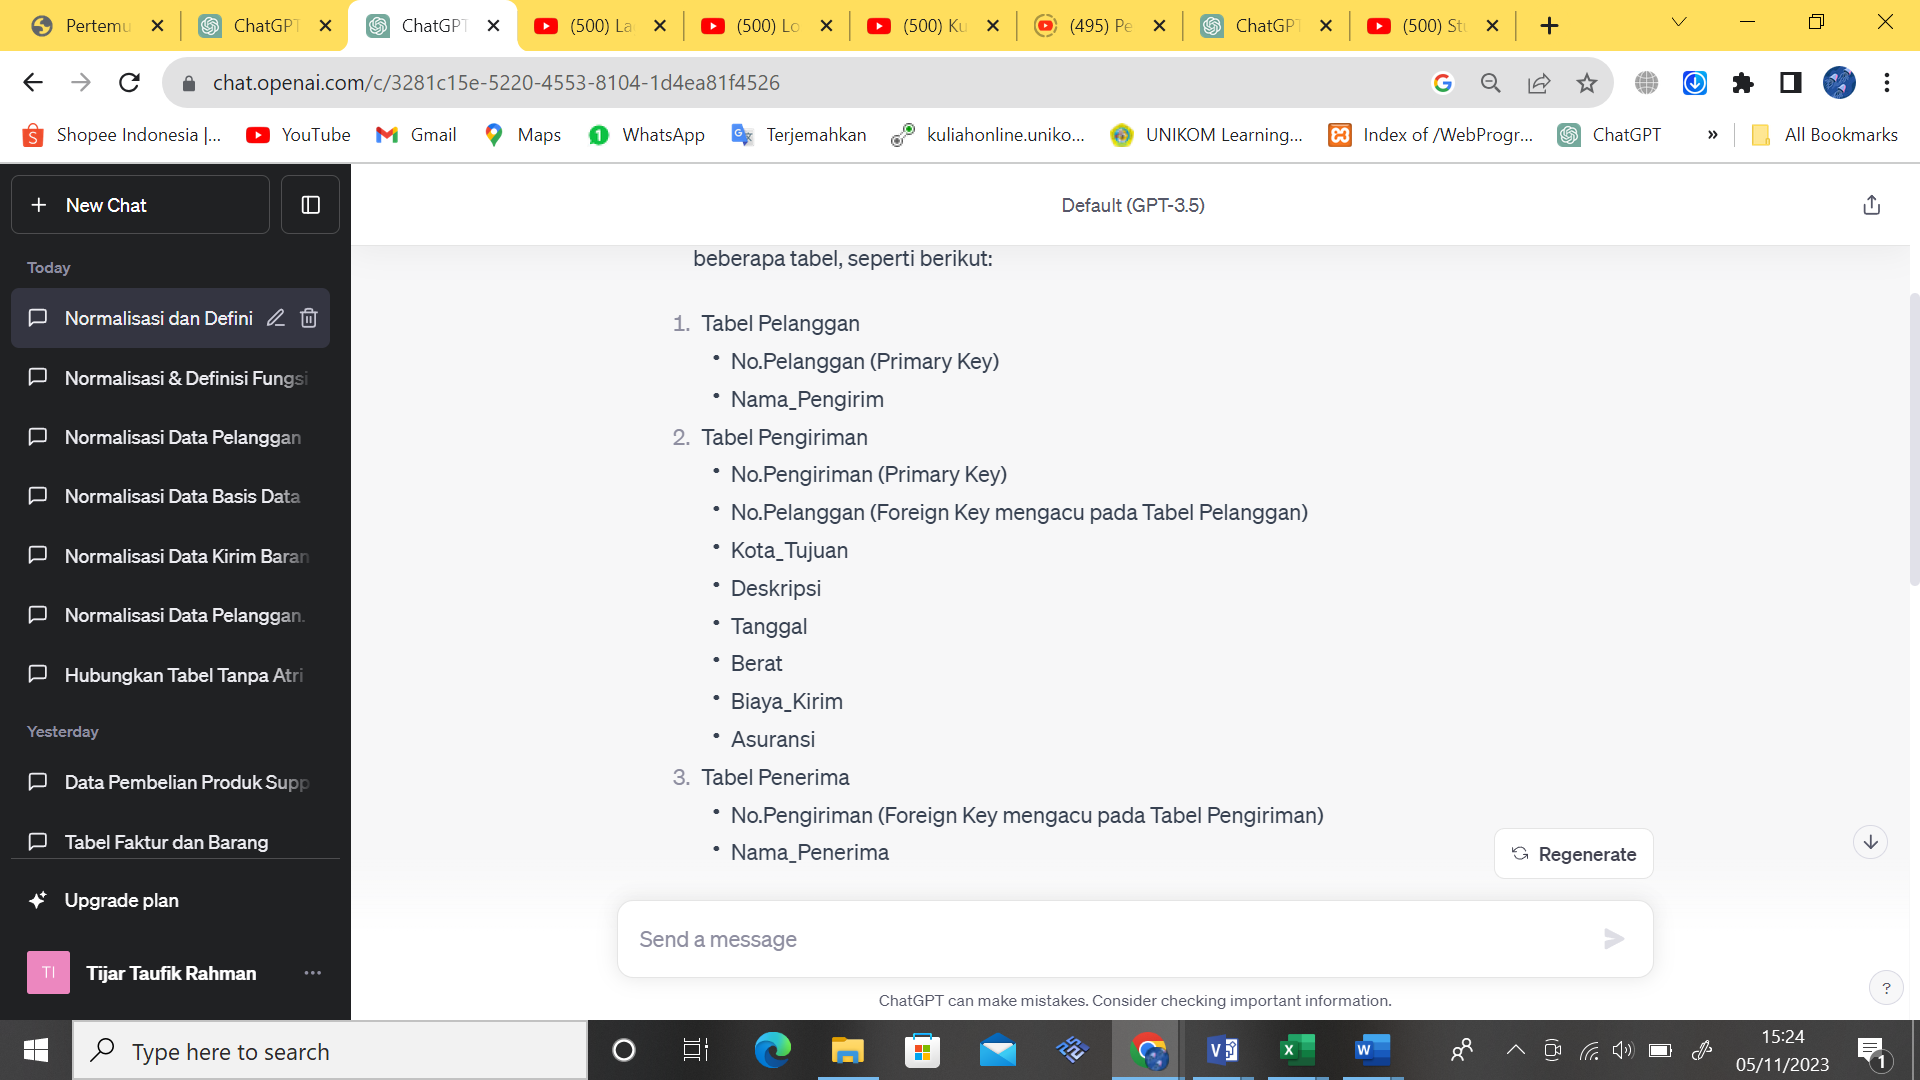 Pertemu
ChatGPT
ChatGPT
(500) La
(500) Lo
(500) Ku
(495) Pe
ChatGPT
(500) Stu
chat.openai.com/c/3281c15e-5220-4553-8104-1d4ea81f4526
Shopee Indonesia |...
YouTube
Gmail
Maps
WhatsApp
Terjemahkan
kuliahonline.uniko...
UNIKOM Learning...
Index of /WebProgr...
ChatGPT
»
All Bookmarks
New Chat
Default (GPT-3.5)
Today
Normalisasi dan Defini
Normalisasi & Definisi Fungsi
Normalisasi Data Pelanggan
Normalisasi Data Basis Data
Normalisasi Data Kirim Baran
Normalisasi Data Pelanggan.
Hubungkan Tabel Tanpa Atri
Yesterday
Data Pembelian Produk Supp
Tabel Faktur dan Barang
Upgrade plan
TI
Tijar Taufik Rahman
beberapa tabel, seperti berikut:
1. Tabel Pelanggan
• No.Pelanggan (Primary Key)
• Nama_Pengirim
2. Tabel Pengiriman
• No.Pengiriman (Primary Key)
• No.Pelanggan (Foreign Key mengacu pada Tabel Pelanggan)
• Kota_Tujuan
• Deskripsi
• Tanggal
• Berat
• Biaya_Kirim
• Asuransi
3. Tabel Penerima
• No.Pengiriman (Foreign Key mengacu pada Tabel Pengiriman)
• Nama_Penerima
Regenerate
Send a message
ChatGPT can make mistakes. Consider checking important information.
?
Type here to search
15:24
05/11/2023
1